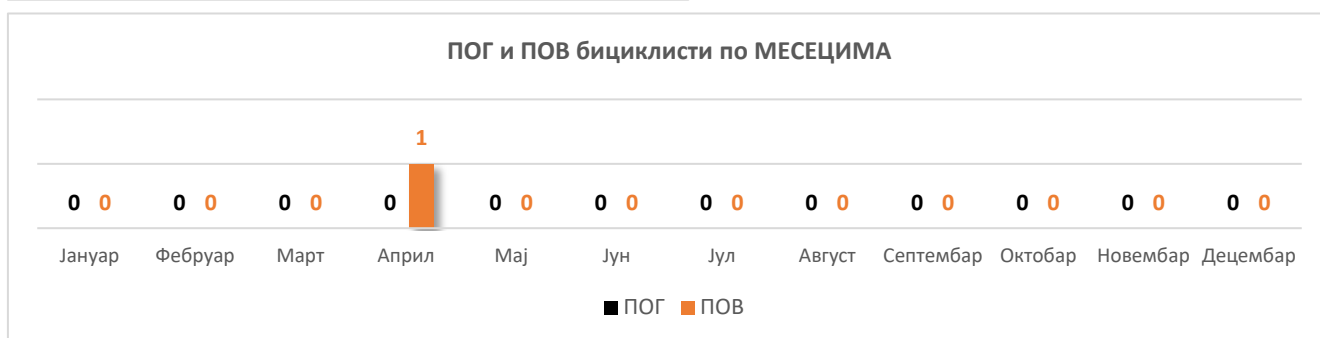 ПОГ и ПОВ бициклисти по МЕСЕЦИМА
1
0 0 0 0 0 0 0 0 0 0 0 0 0 0 0 0 0 0 0 0 0 0 0
Јануар Фебруар Март Април Мај Јун Јул Август Септембар Октобар Новембар Децембар
ПОГ ПОВ